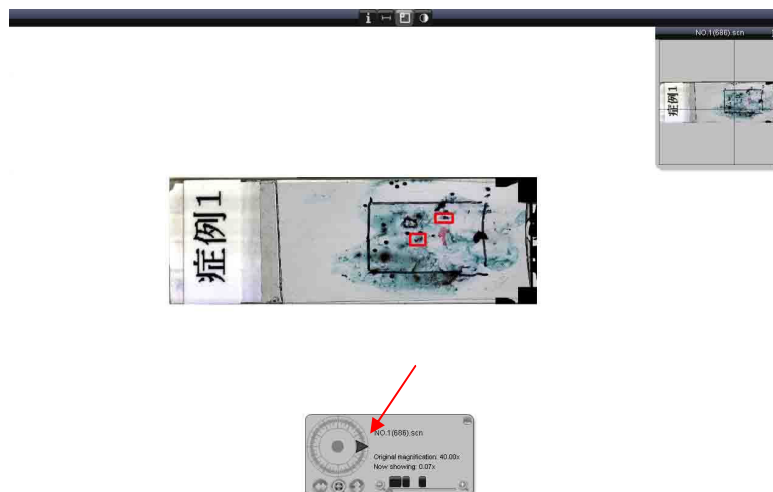 NO.1(686).scn
症例1
症例1
NO.1(686).scn
Original magnification: 40.00x
Now showing: 0.07x